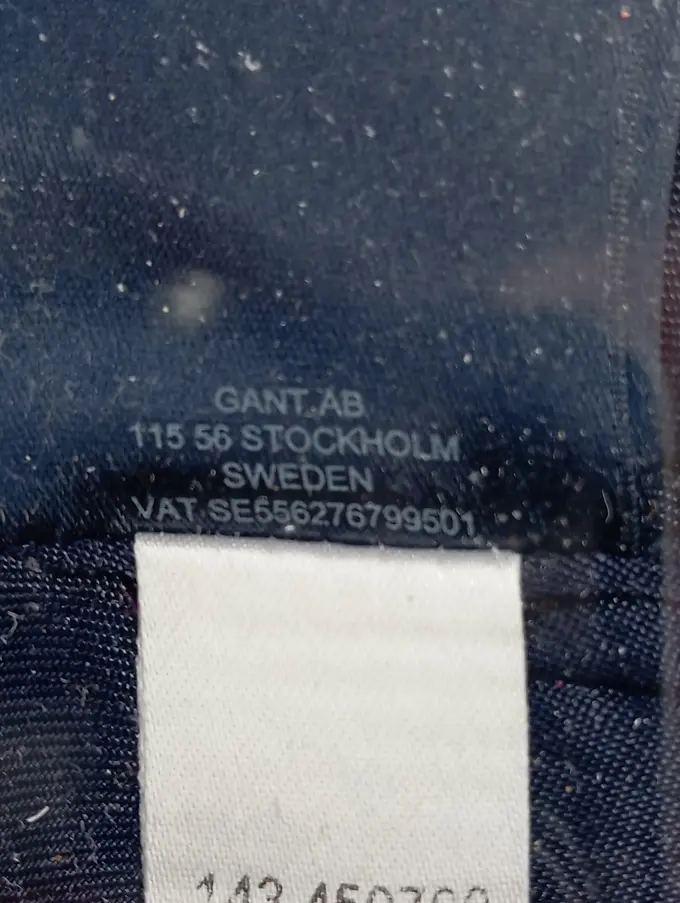 GANT AB
115 56 STOCKHOLM
SWEDEN
VAT SE556276799501